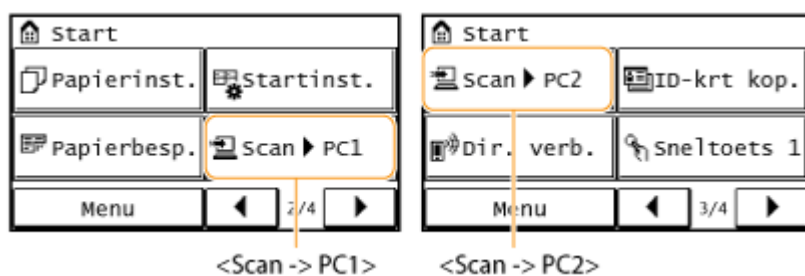 Start
Papierinst. Startinst.
Papierbesp. Scan ▶ PC1
Menu ◀ 2/4 ▶
<Scan -> PC1>
Start
Scan ▶ PC2 ID-krt kop.
Dir. verb. Sneltoets 1
Menu ◀ 3/4 ▶
<Scan -> PC2>